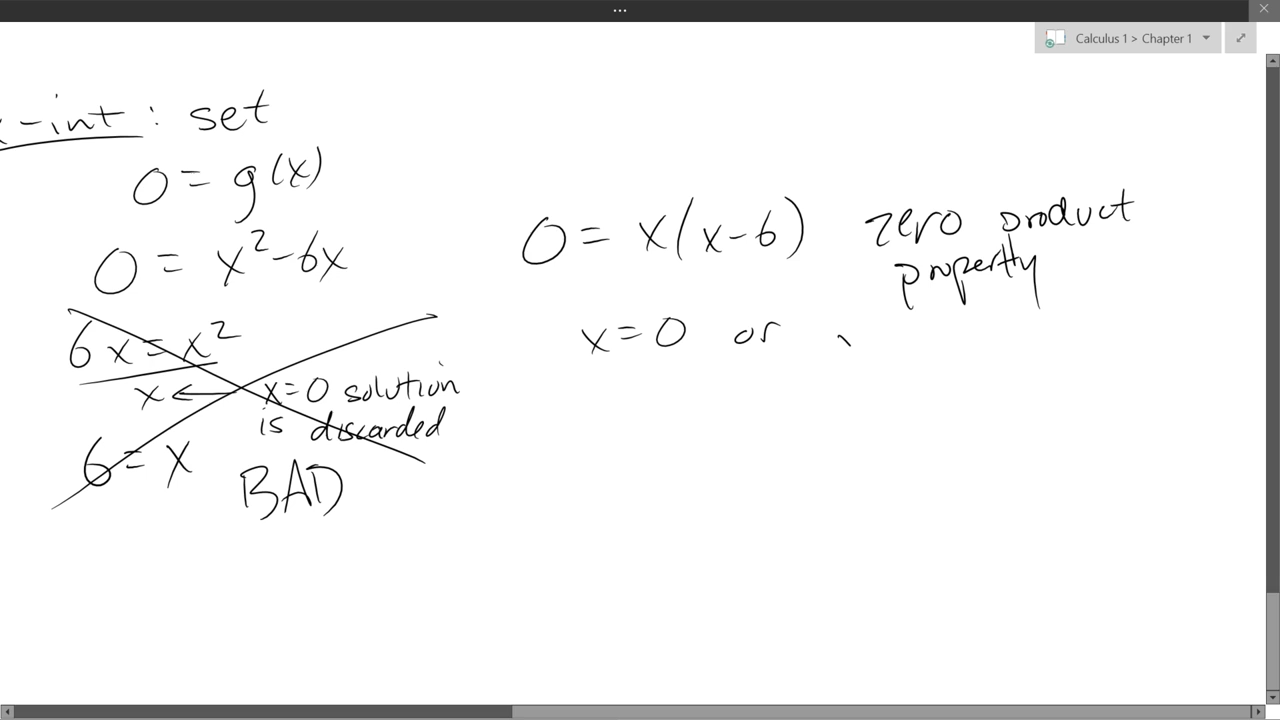 ...
Calculus 1 > Chapter 1
-int: set
0 = g(x)
0 = x²-6x
6x = x²
x ← x=0 solution
is discarded
6 = x
BAD
0 = x(x-6) zero product
property
x=0 or